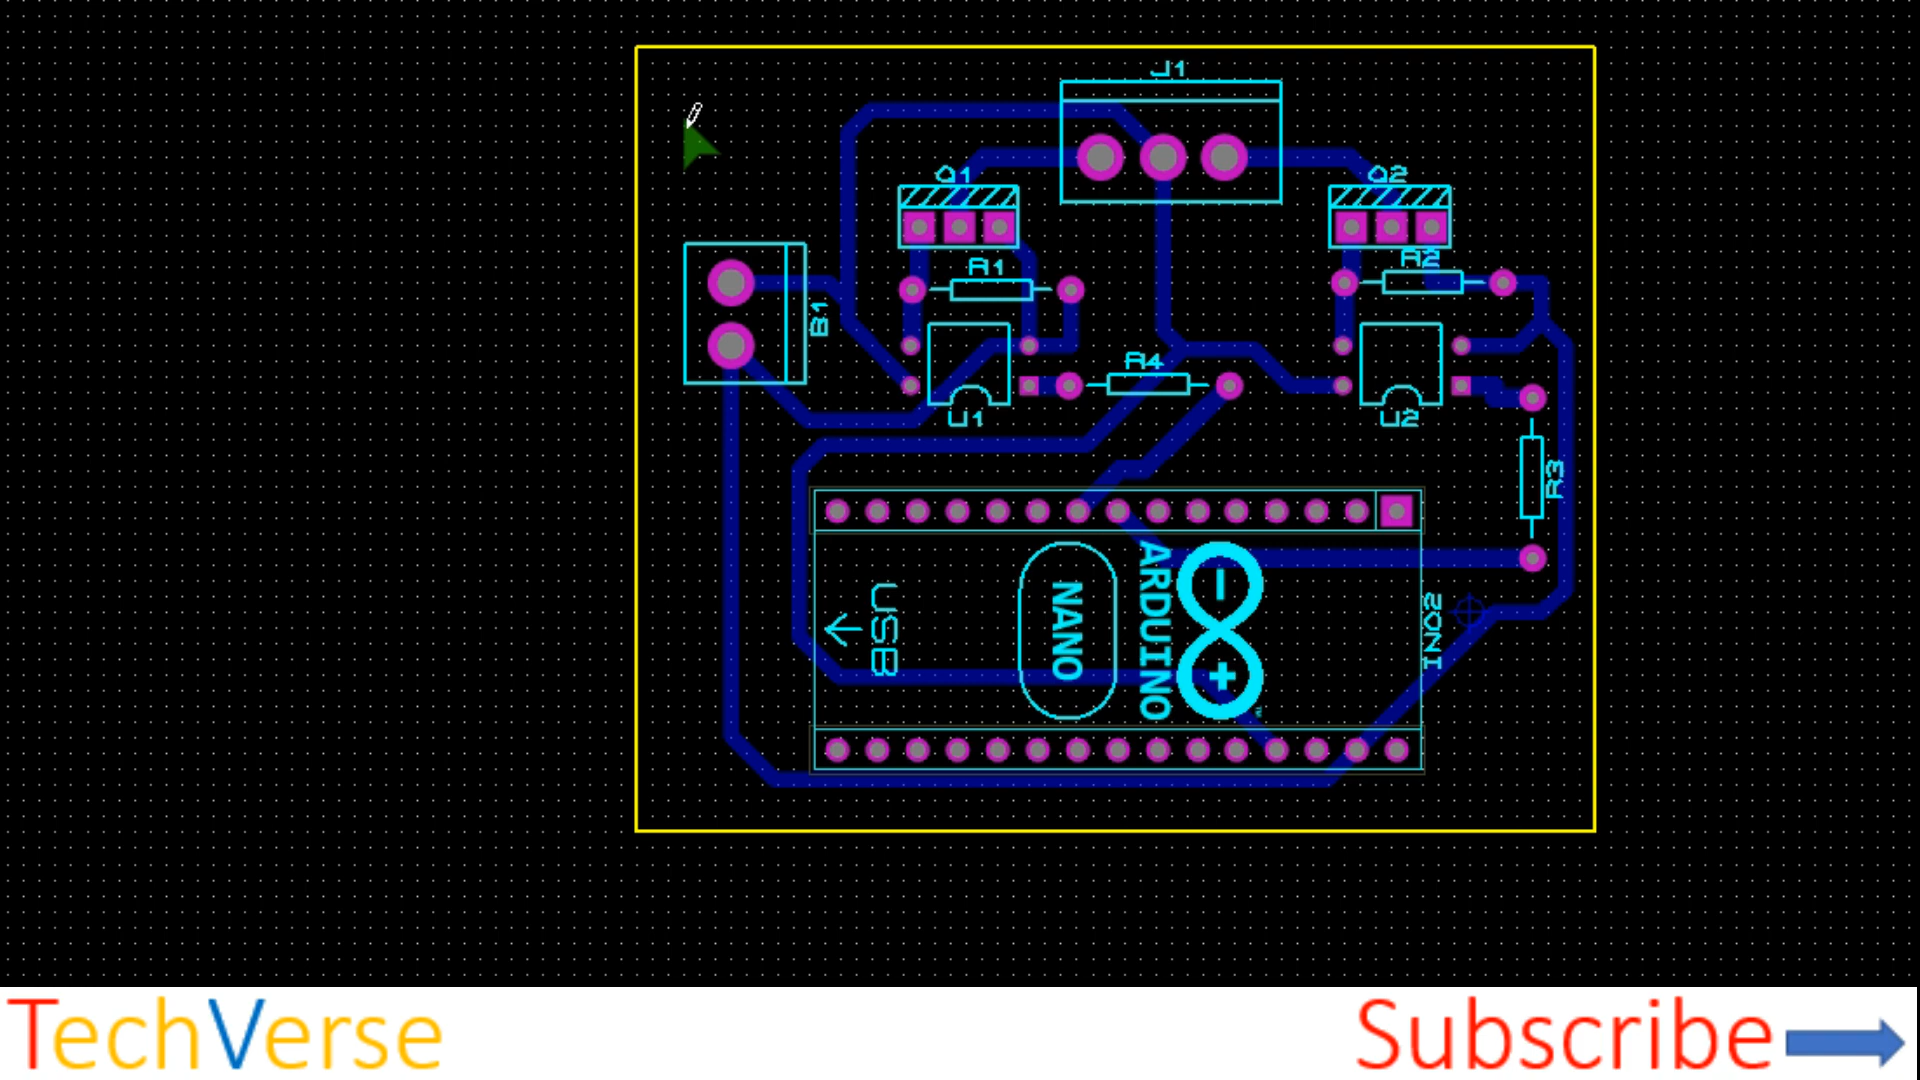 J1
Q1
Q2
R1
R2
B1
R4
U1
U2
R3
USB
NANO
ARDUINO
INO2
TechVerse
Subscribe